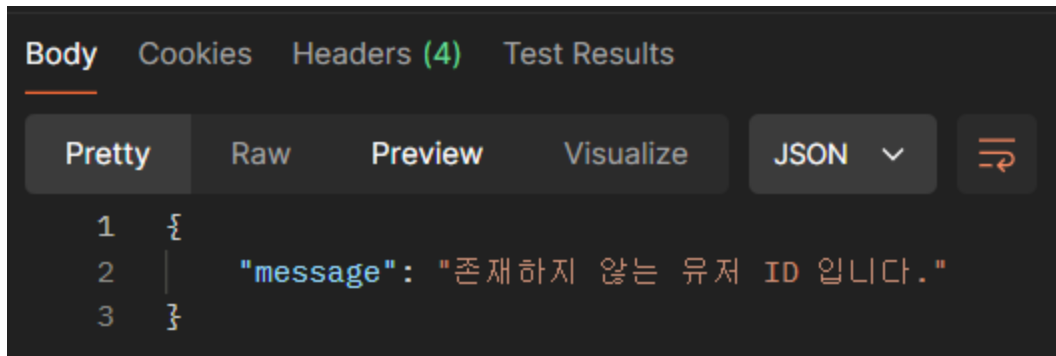 Body Cookies Headers (4) Test Results
Pretty Raw Preview Visualize JSON
1 {
2 "message": "존재하지 않는 유저 ID 입니다."
3 }